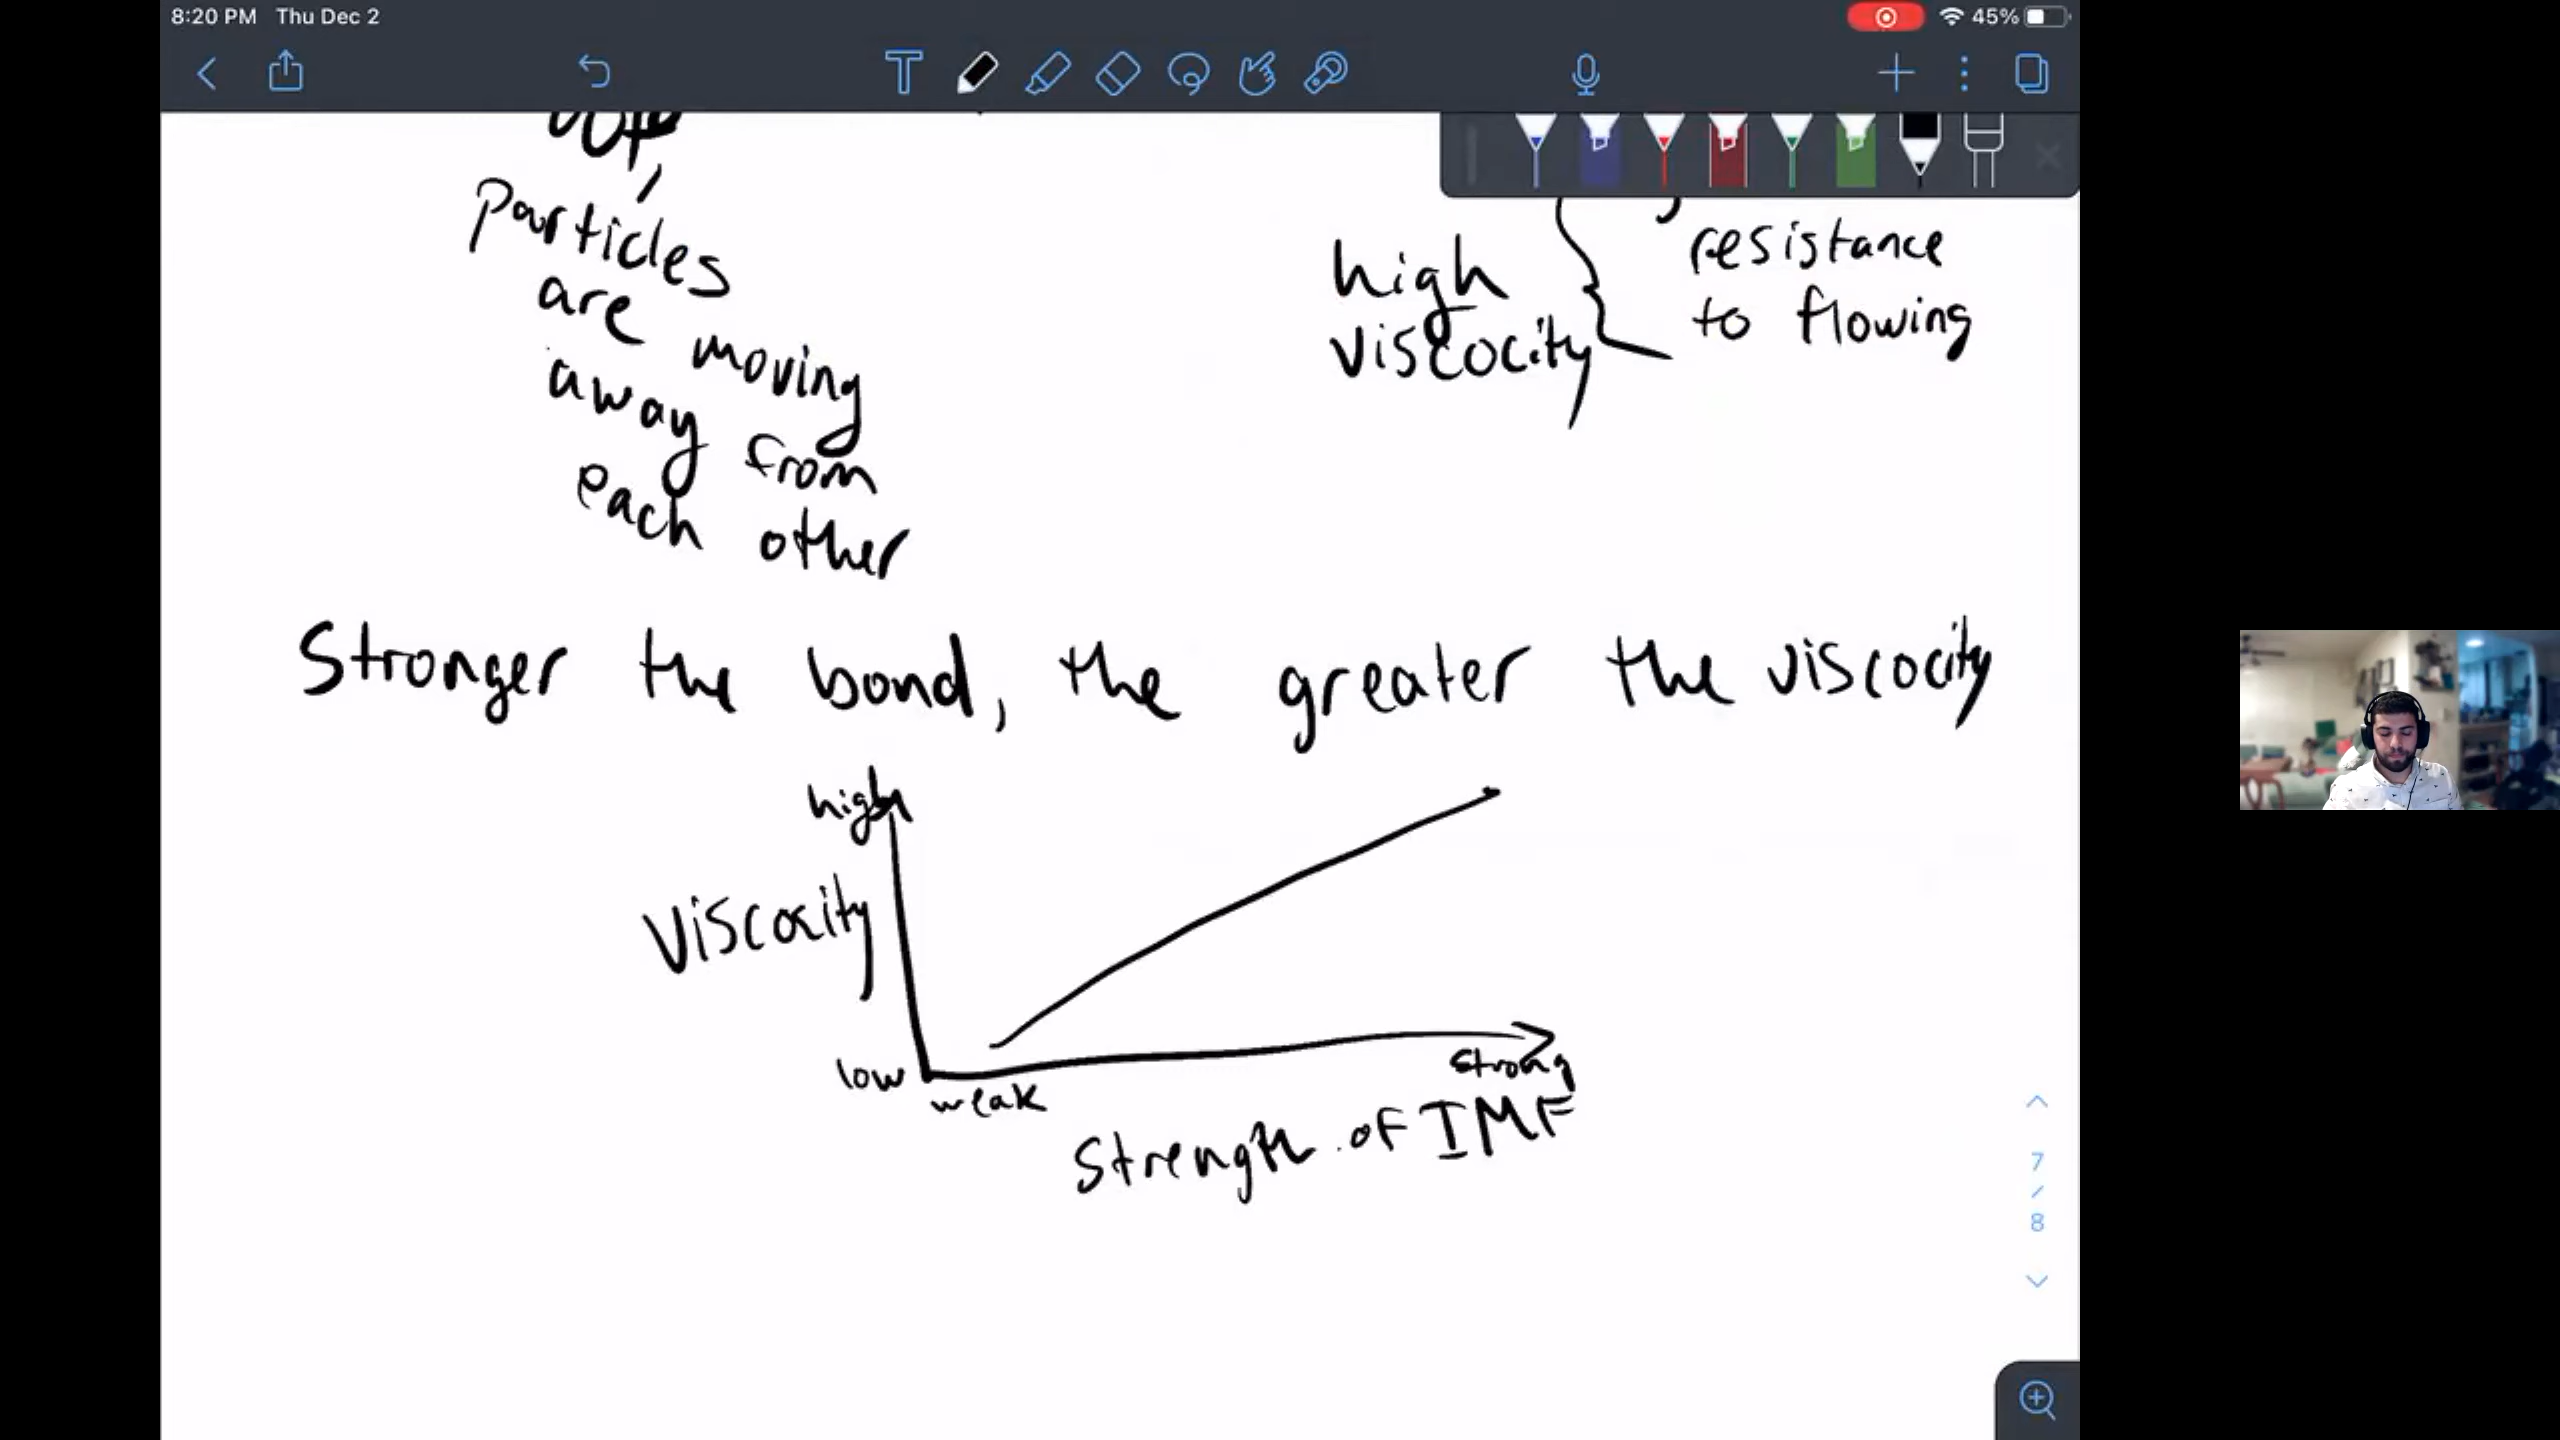 8:20 PM Thu Dec 2
45%
particles
are moving
away from
each other
high
viscocity
resistance
to flowing
Stronger the bond, the greater the viscocity
high
Viscocity
low
weak
strong
Strength of IMF
7
/
8